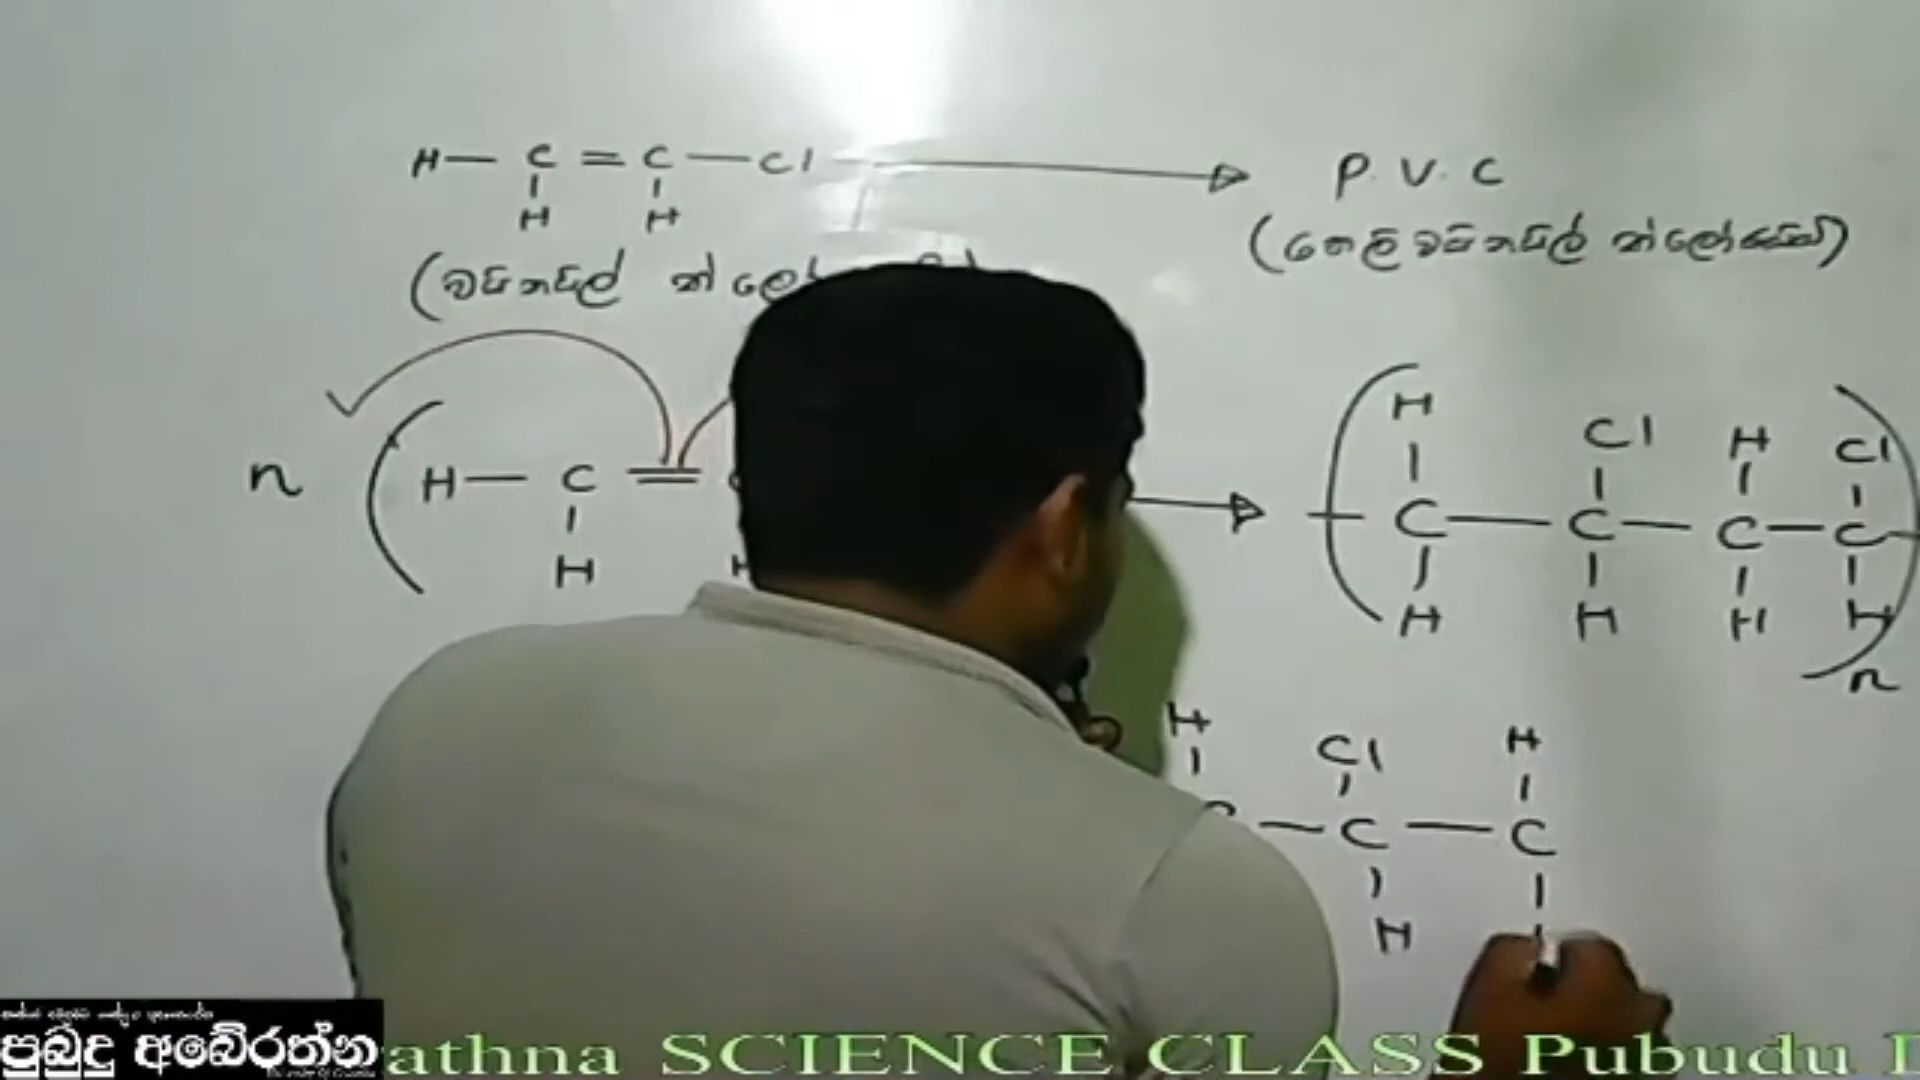 H — C = C — Cl → P. V. C
H H
(වයිනයිල් ක්ලෝ
(පොලිවයිනයිල් ක්ලෝරයිඩ්)
H Cl H Cl
n ( H — C = → ( — C — C — C — C — )
H H H H H H
n
H Cl H
C — C — C
H
පුබුදු අබේරත්න
athna SCIENCE CLASS Pubudu